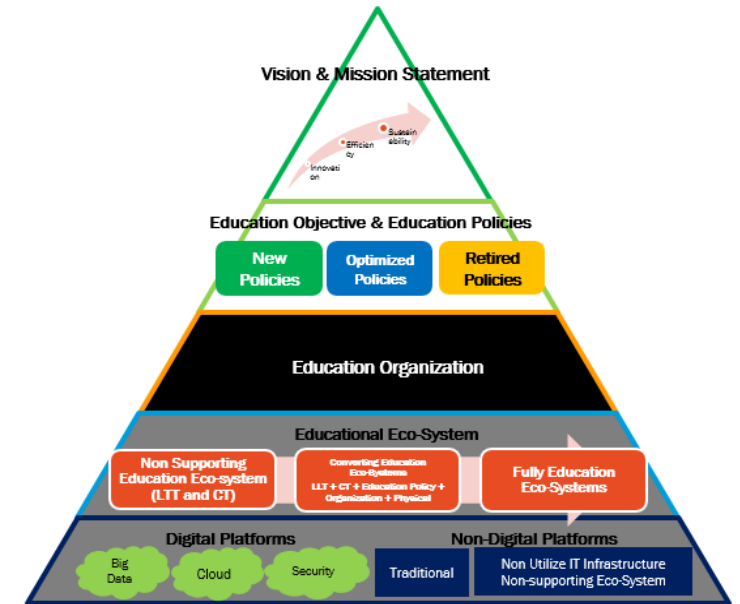 Vision & Mission Statement
Sustain
ability
Efficien
cy
Innovati
on
Education Objective & Education Policies
New
Policies
Optimized
Policies
Retired
Policies
Education Organization
Educational Eco-System
Non Supporting
Education Eco-system
(LTT and CT)
Converting Education
Eco-Systems
LLT + CT + Education Policy +
Organization + Physical
Fully Education
Eco-Systems
Digital Platforms
Non-Digital Platforms
Big
Data
Cloud
Security
Traditional
Non Utilize IT Infrastructure
Non-supporting Eco-System